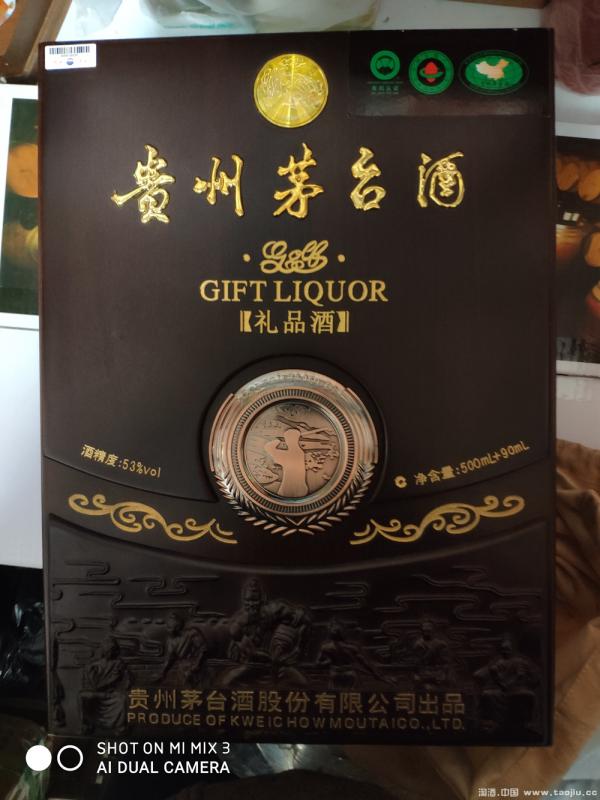 贵州茅台酒
GIFT LIQUOR
【礼品酒】
酒精度:53%vol
净含量:500mL+90mL
贵州茅台酒股份有限公司出品
PRODUCE OF KWEICHOW MOUTAI CO., LTD.
SHOT ON MI MIX 3
AI DUAL CAMERA
淘酒.中国 www.taojiu.cc